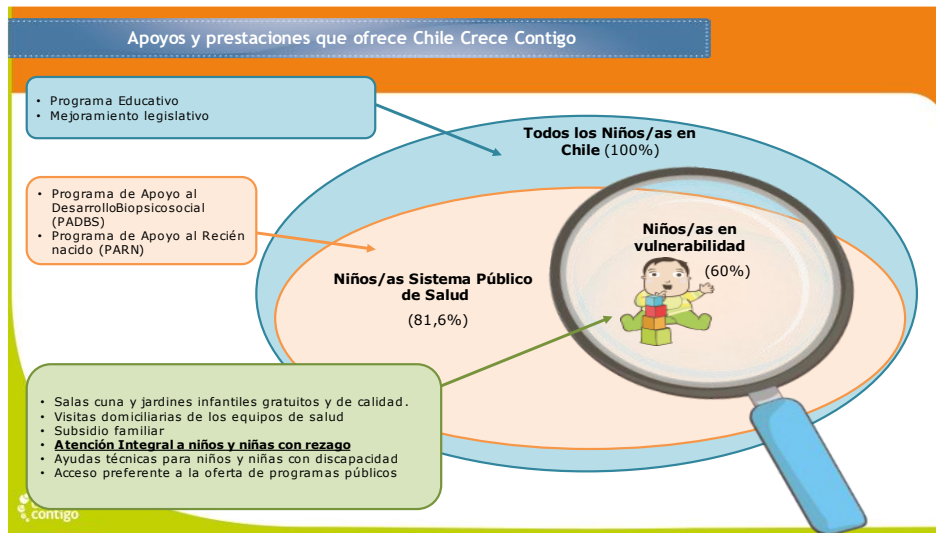 Apoyos y prestaciones que ofrece Chile Crece Contigo
• Programa Educativo
• Mejoramiento legislativo
Todos los Niños/as en
Chile (100%)
• Programa de Apoyo al
DesarrolloBiopsicosocial
(PADBS)
• Programa de Apoyo al Recién
nacido (PARN)
Niños/as en
vulnerabilidad
(60%)
Niños/as Sistema Público
de Salud
(81,6%)
• Salas cuna y jardines infantiles gratuitos y de calidad.
• Visitas domiciliarias de los equipos de salud
• Subsidio familiar
• Atención Integral a niños y niñas con rezago
• Ayudas técnicas para niños y niñas con discapacidad
• Acceso preferente a la oferta de programas públicos
contigo